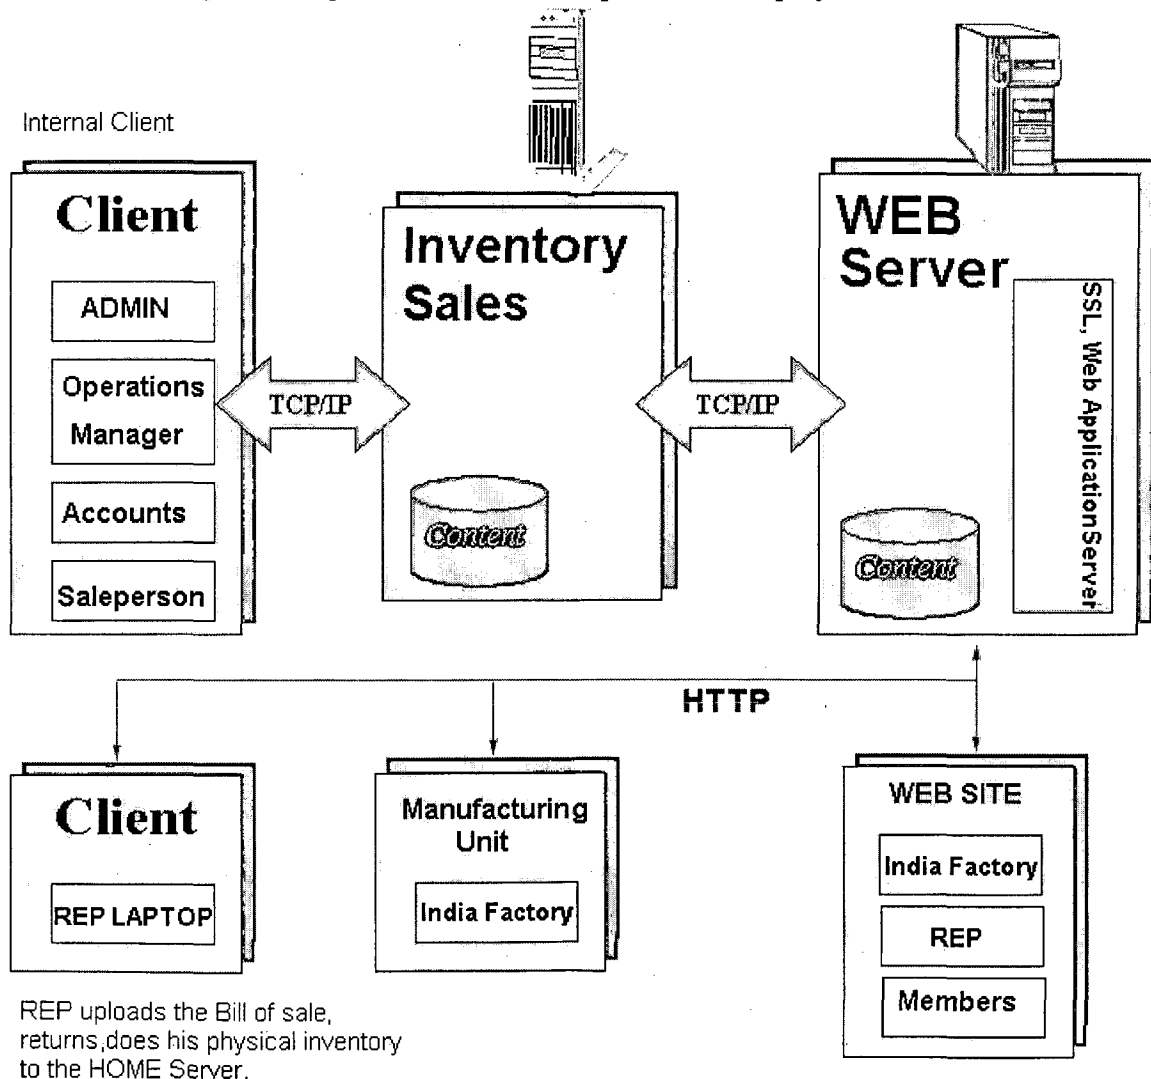 Internal Client
Client
ADMIN
Operations
Manager
Accounts
Saleperson
TCP/IP
Inventory
Sales
Content
TCP/IP
WEB
Server
SSL, Web ApplicationServer
Content
HTTP
Client
REP LAPTOP
Manufacturing
Unit
India Factory
WEB SITE
India Factory
REP
Members
REP uploads the Bill of sale,
returns,does his physical inventory
to the HOME Server.